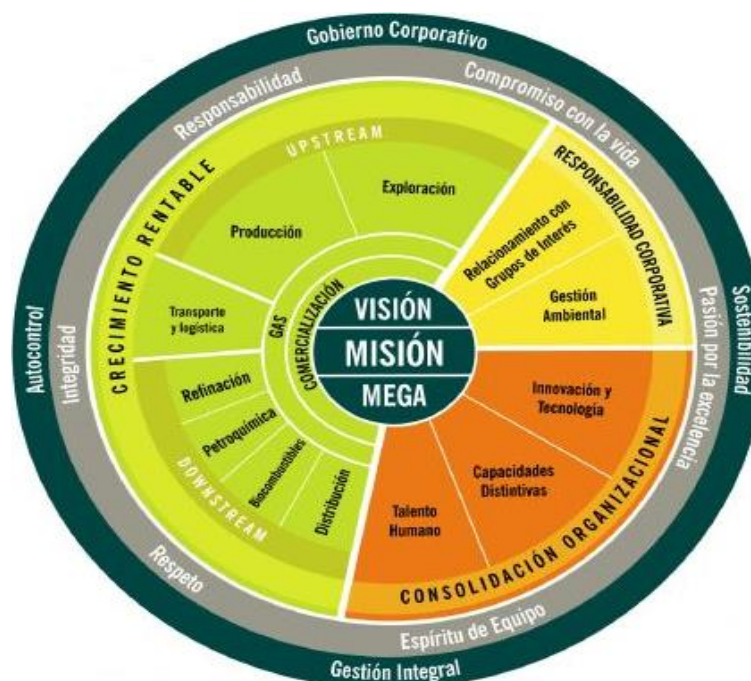 Gobierno Corporativo
Responsabilidad
Compromiso con la vida
Autocontrol
Integridad
Sostenibilidad
Pasión por la excelencia
Respeto
Espíritu de Equipo
Gestión Integral
CRECIMIENTO RENTABLE
UPSTREAM
Exploración
Producción
Transporte
y logística
GAS
COMERCIALIZACIÓN
Refinación
Petroquímica
Biocombustibles
Distribución
DOWNSTREAM
RESPONSABILIDAD CORPORATIVA
Relacionamiento con
Grupos de Interés
Gestión
Ambiental
VISIÓN
MISIÓN
MEGA
Innovación y
Tecnología
Capacidades
Distintivas
Talento
Humano
CONSOLIDACIÓN ORGANIZACIONAL